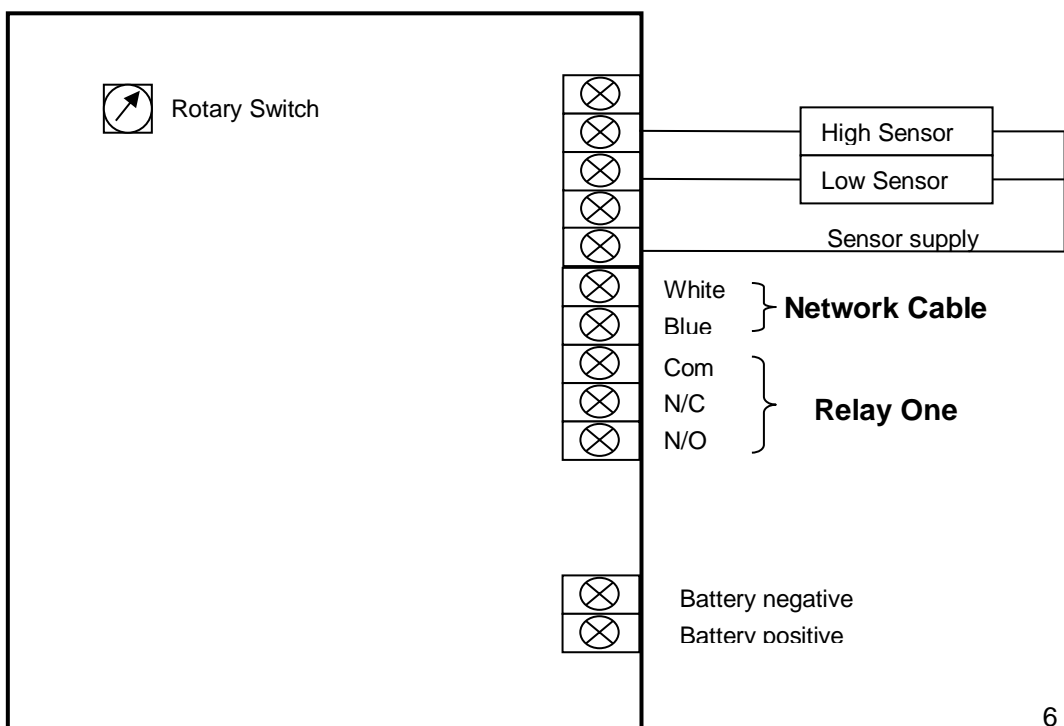 Rotary Switch
High Sensor
Low Sensor
Sensor supply
White
Blue
Network Cable
Com
N/C
N/O
Relay One
Battery negative
Battery positive
6